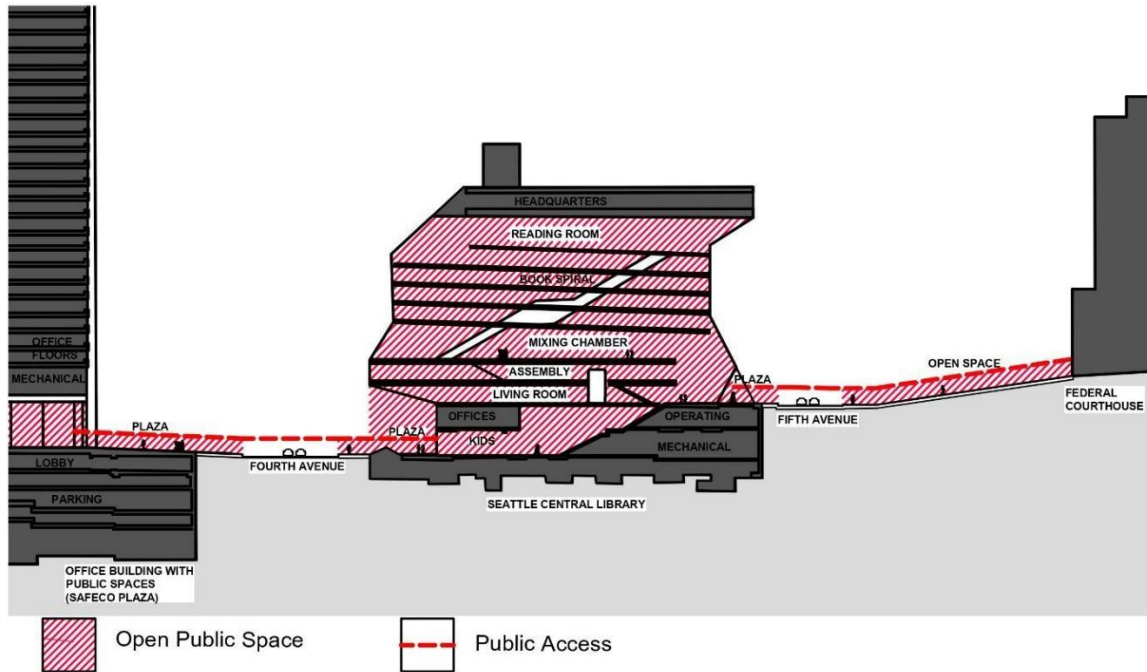 HEADQUARTERS
READING ROOM
BOOK SPIRAL
MIXING CHAMBER
ASSEMBLY
LIVING ROOM
OFFICES
KIDS
OPERATING
MECHANICAL
OFFICE
FLOORS
MECHANICAL
PLAZA
PLAZA
PLAZA
OPEN SPACE
FEDERAL
COURTHOUSE
FIFTH AVENUE
FOURTH AVENUE
LOBBY
PARKING
SEATTLE CENTRAL LIBRARY
OFFICE BUILDING WITH
PUBLIC SPACES
(SAFECO PLAZA)
Open Public Space
Public Access